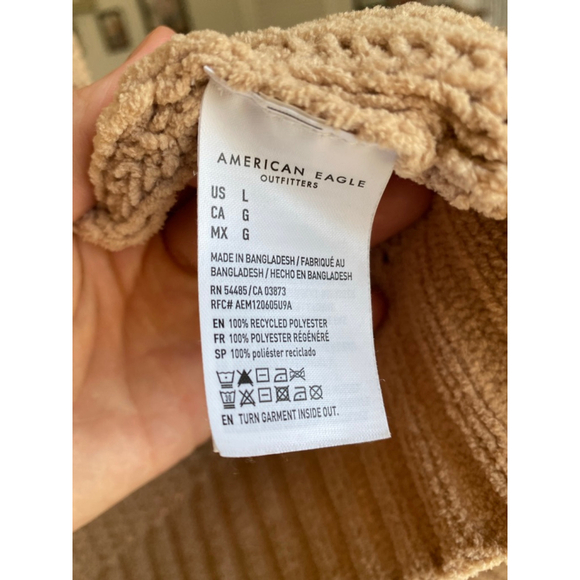 AMERICAN EAGLE
OUTFITTERS
US L
CA G
MX G
MADE IN BANGLADESH / FABRIQUÉ AU
BANGLADESH / HECHO EN BANGLADESH
RN 54485/CA 03873
RFC# AEM120605U9A
EN 100% RECYCLED POLYESTER
FR 100% POLYESTER RÉGÉNÉRÉ
SP 100% poliéster reciclado
EN TURN GARMENT INSIDE OUT.